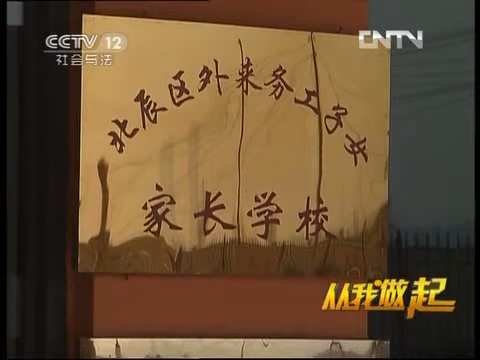 CCTV 12
社会与法
CNTV
北辰区外来务工子女
家长学校
从我做起